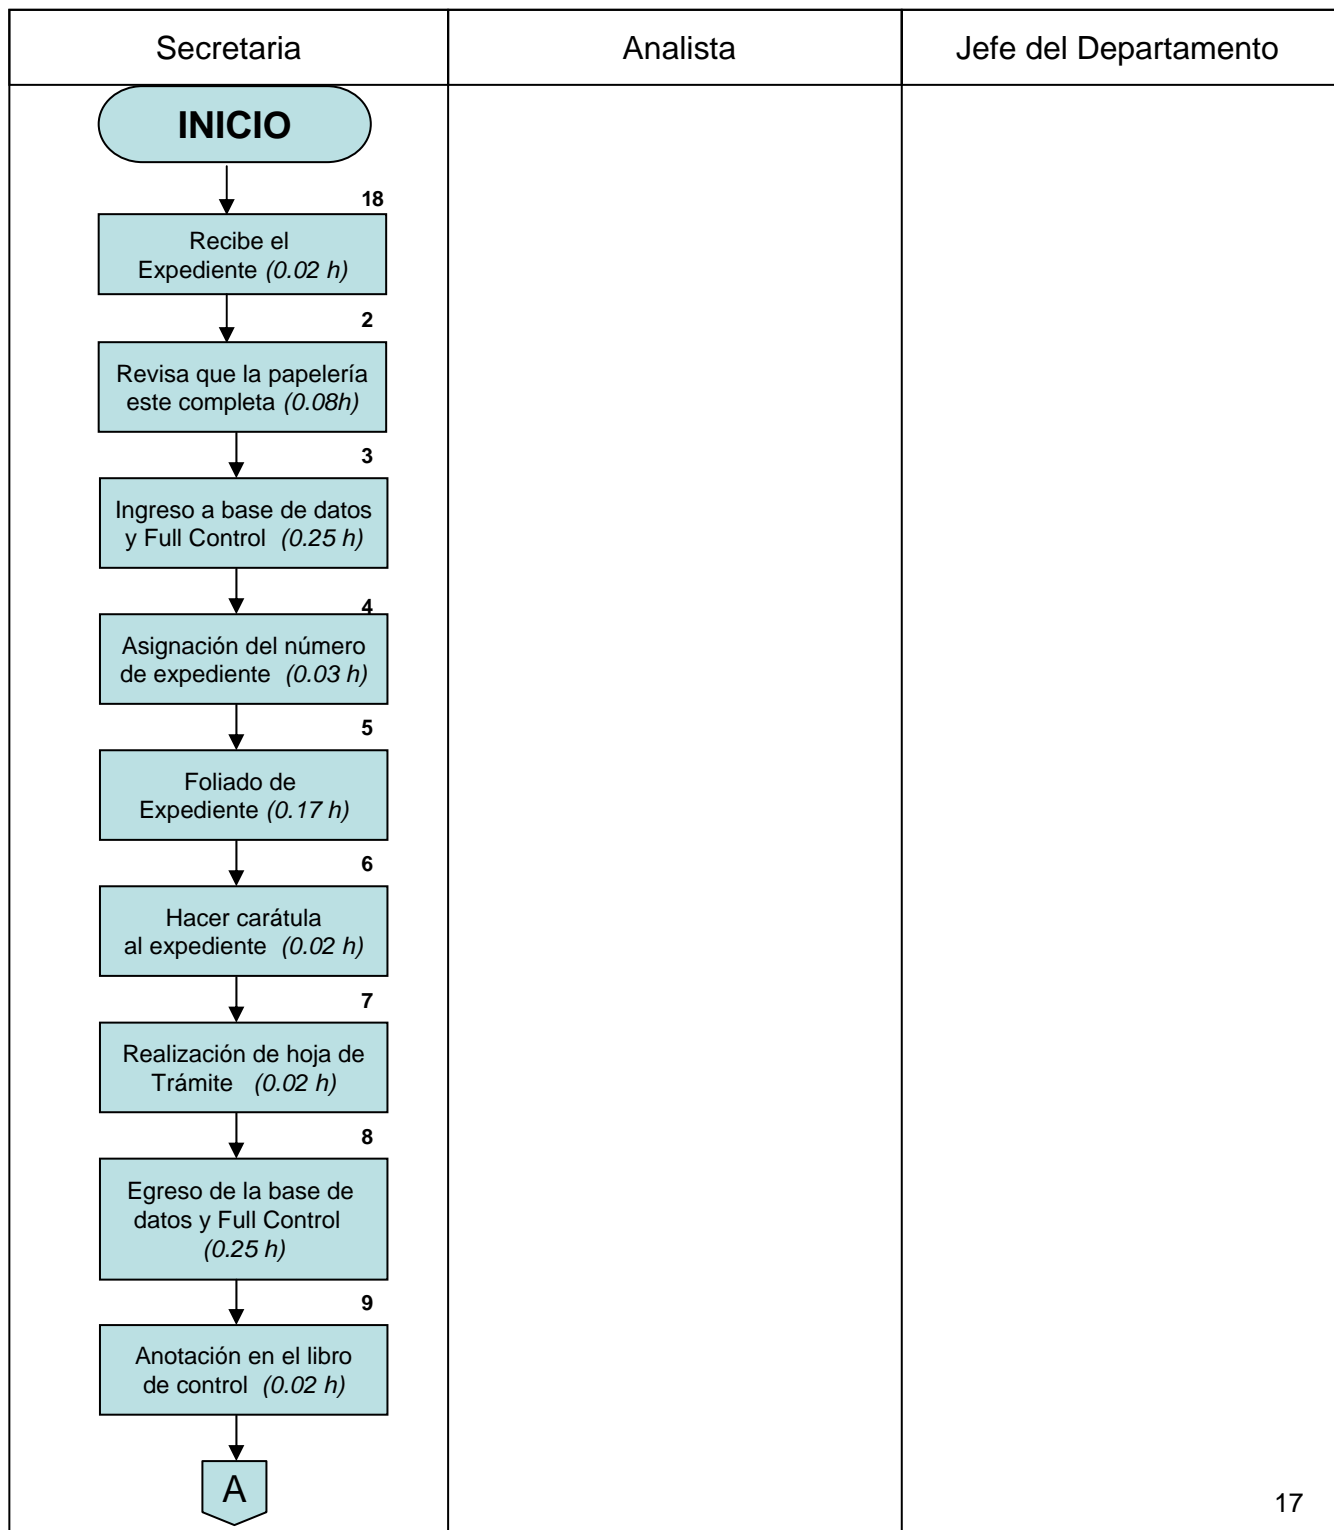 Secretaria
Analista
Jefe del Departamento
INICIO
18
Recibe el
Expediente (0.02 h)
2
Revisa que la papelería
este completa (0.08h)
3
Ingreso a base de datos
y Full Control (0.25 h)
4
Asignación del número
de expediente (0.03 h)
5
Foliado de
Expediente (0.17 h)
6
Hacer carátula
al expediente (0.02 h)
7
Realización de hoja de
Trámite (0.02 h)
8
Egreso de la base de
datos y Full Control
(0.25 h)
9
Anotación en el libro
de control (0.02 h)
A
17